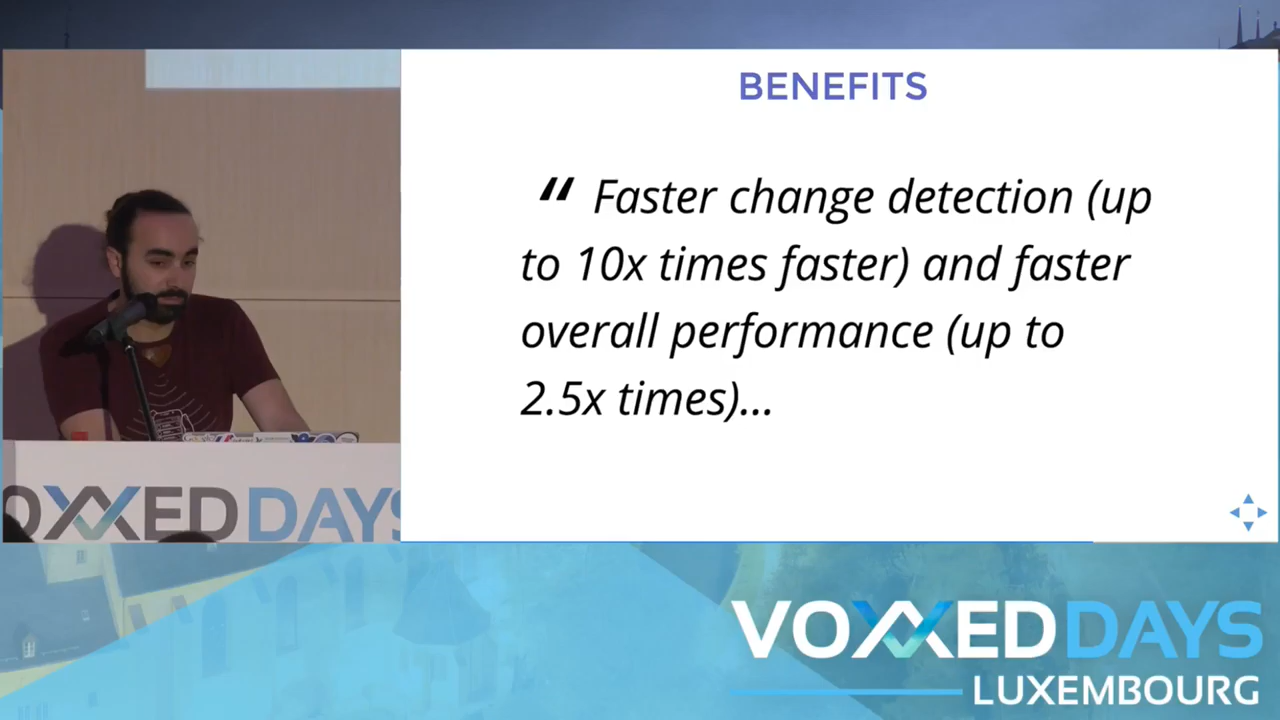 BENEFITS
“ Faster change detection (up
to 10x times faster) and faster
overall performance (up to
2.5x times)...
OXXED DAYS
VOXXED DAYS
LUXEMBOURG